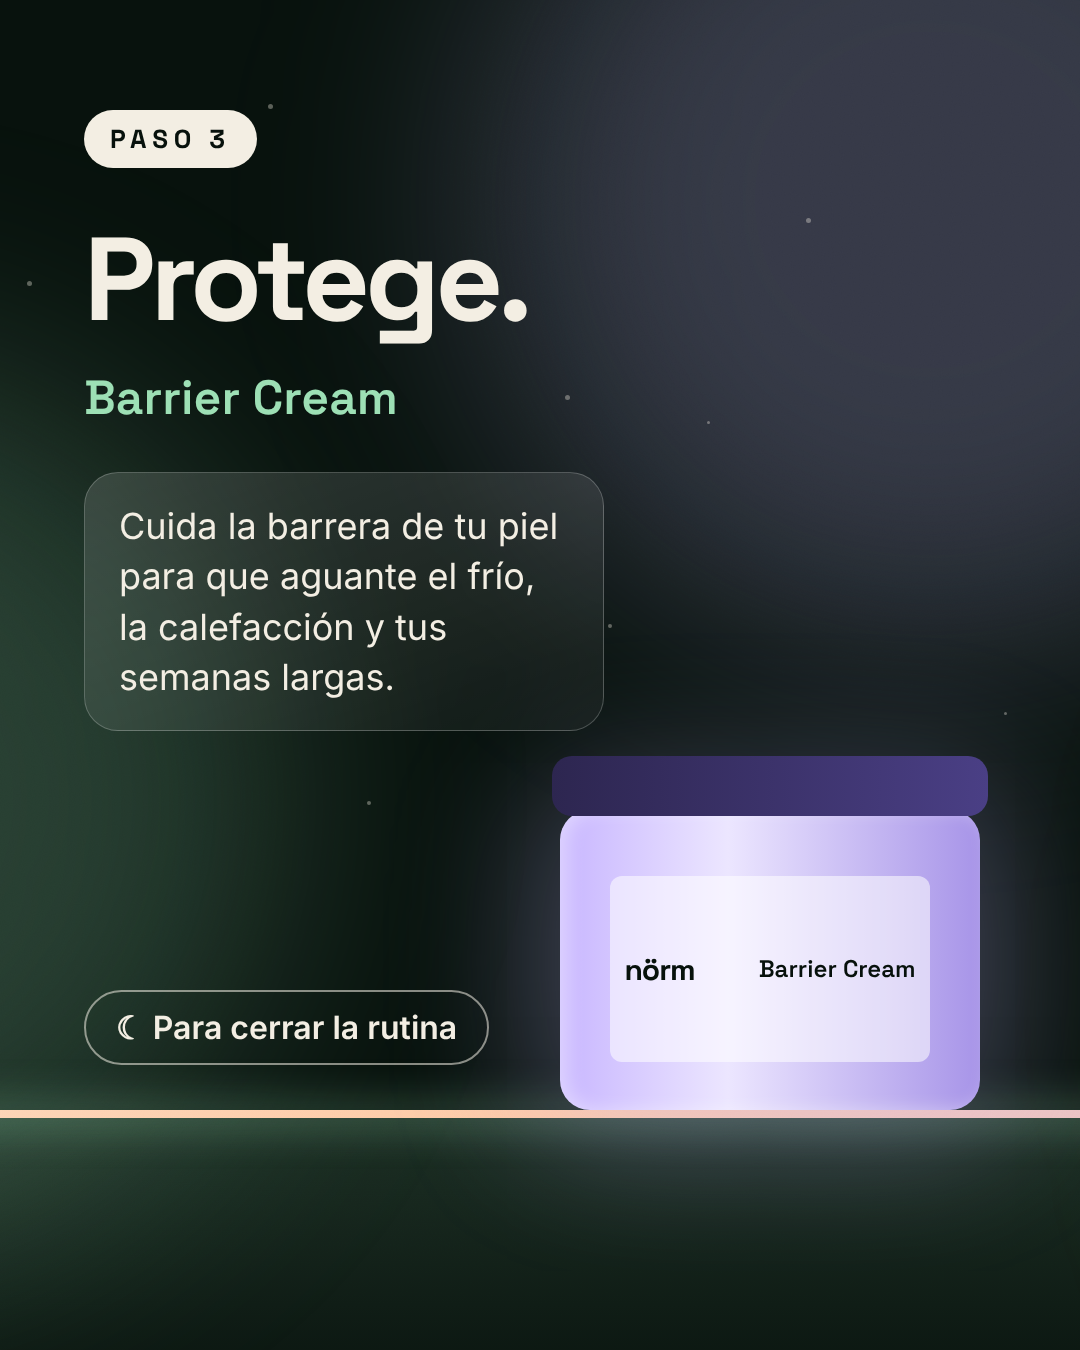 PASO 3
Protege.
Barrier Cream
Cuida la barrera de tu piel
para que aguante el frío,
la calefacción y tus
semanas largas.
nörm Barrier Cream
☾ Para cerrar la rutina